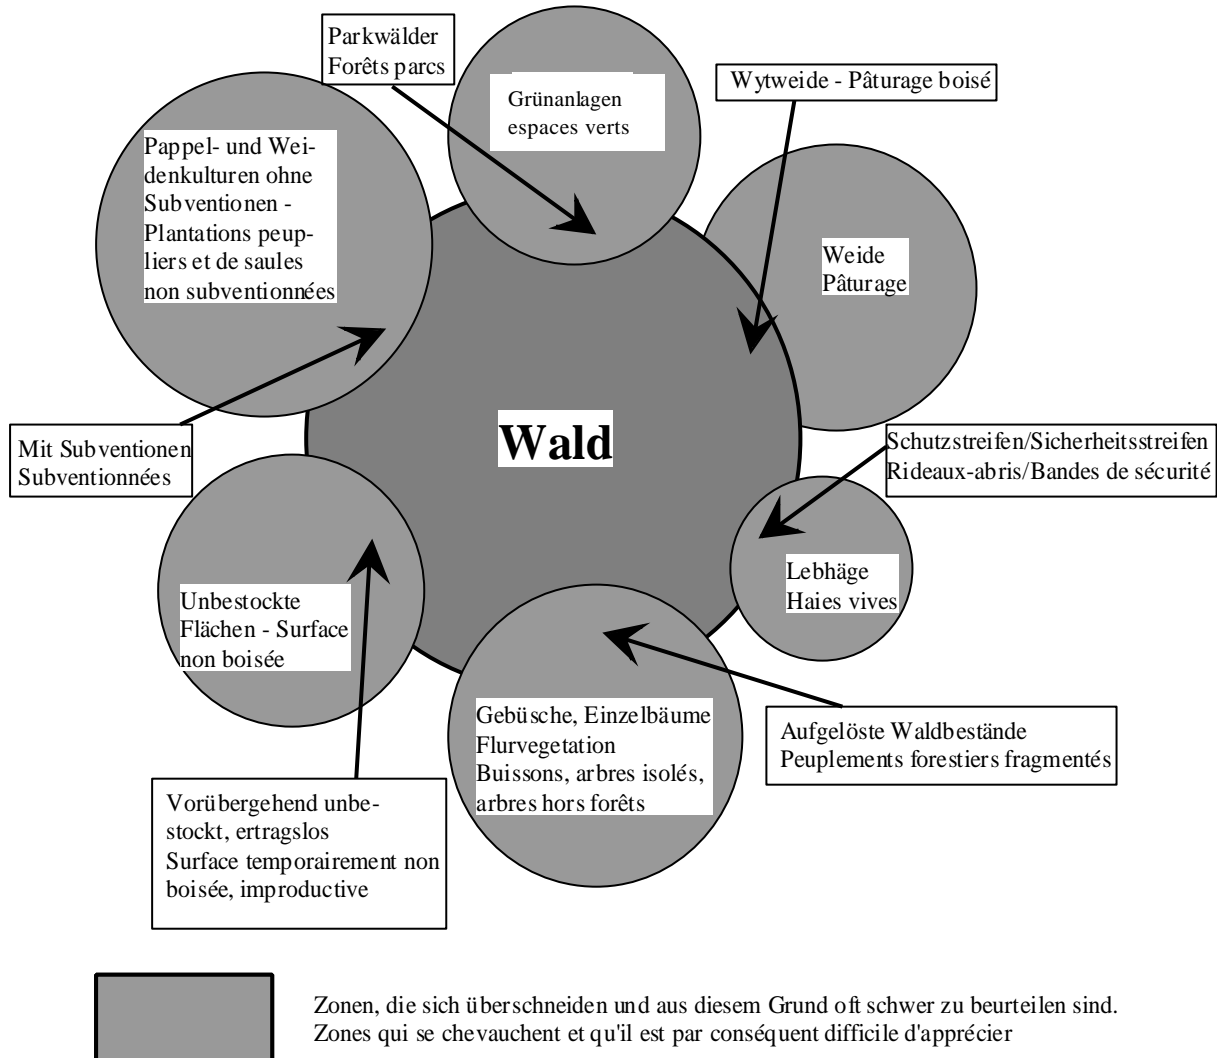 Parkwälder
Forêts parcs
Grünanlagen
espaces verts
Wytweide - Pâturage boisé
Pappel- und Wei-
denkulturen ohne
Subventionen -
Plantations peup-
liers et de saules
non subventionnées
Weide
Pâturage
Wald
Mit Subventionen
Subventionnées
Schutzstreifen/Sicherheitsstreifen
Rideaux-abris/Bandes de sécurité
Lebhäge
Haies vives
Unbestockte
Flächen - Surface
non boisée
Gebüsche, Einzelbäume
Flurvegetation
Buissons, arbres isolés,
arbres hors forêts
Aufgelöste Waldbestände
Peuplements forestiers fragmentés
Vorübergehend unbe-
stockt, ertragslos
Surface temporairement non
boisée, improductive
Zonen, die sich überschneiden und aus diesem Grund oft schwer zu beurteilen sind.
Zones qui se chevauchent et qu'il est par conséquent difficile d'apprécier